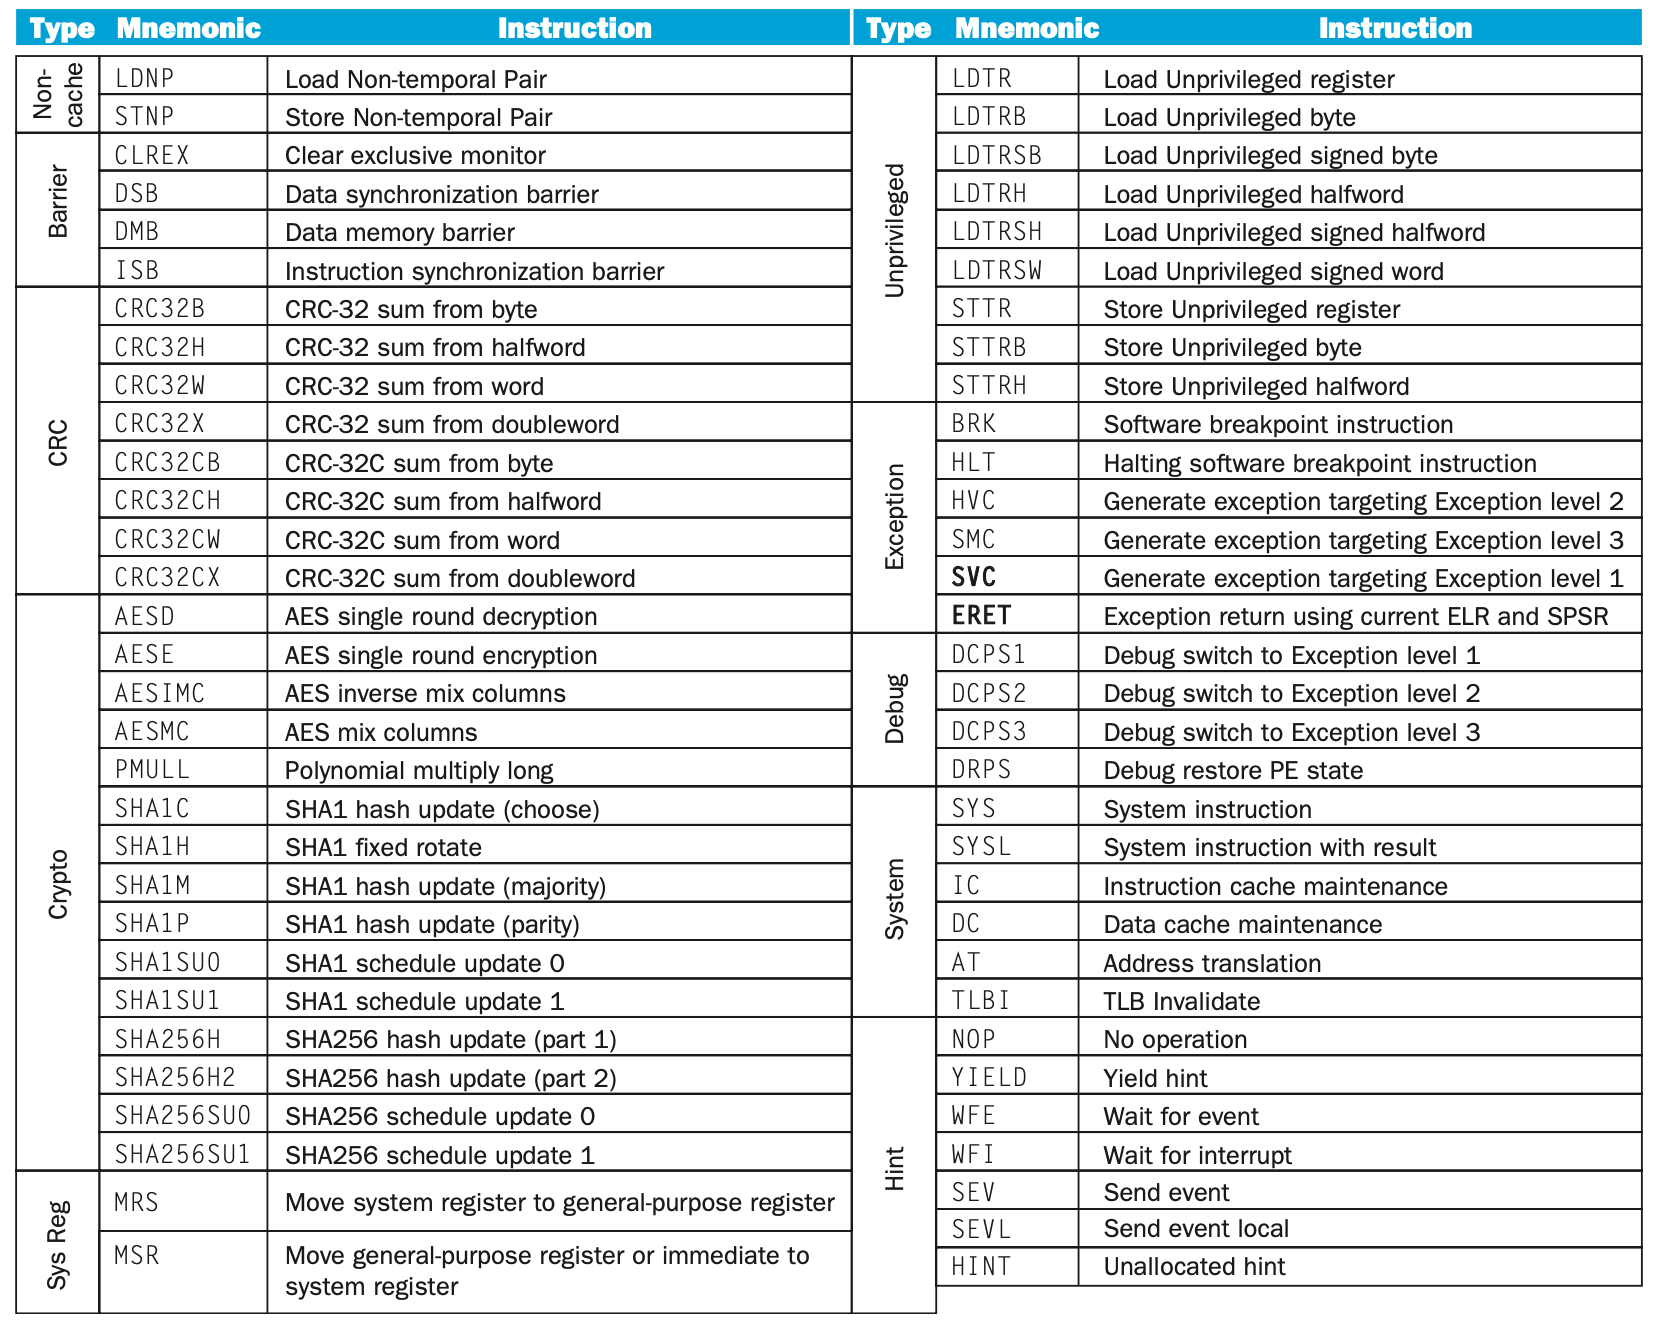 Type Mnemonic Instruction
Non-
cache
LDNP Load Non-temporal Pair
STNP Store Non-temporal Pair
Barrier
CLREX Clear exclusive monitor
DSB Data synchronization barrier
DMB Data memory barrier
ISB Instruction synchronization barrier
CRC
CRC32B CRC-32 sum from byte
CRC32H CRC-32 sum from halfword
CRC32W CRC-32 sum from word
CRC32X CRC-32 sum from doubleword
CRC32CB CRC-32C sum from byte
CRC32CH CRC-32C sum from halfword
CRC32CW CRC-32C sum from word
CRC32CX CRC-32C sum from doubleword
Crypto
AESD AES single round decryption
AESE AES single round encryption
AESIMC AES inverse mix columns
AESMC AES mix columns
PMULL Polynomial multiply long
SHA1C SHA1 hash update (choose)
SHA1H SHA1 fixed rotate
SHA1M SHA1 hash update (majority)
SHA1P SHA1 hash update (parity)
SHA1SU0 SHA1 schedule update 0
SHA1SU1 SHA1 schedule update 1
SHA256H SHA256 hash update (part 1)
SHA256H2 SHA256 hash update (part 2)
SHA256SU0 SHA256 schedule update 0
SHA256SU1 SHA256 schedule update 1
Sys Reg
MRS Move system register to general-purpose register
MSR Move general-purpose register or immediate to
system register
Type Mnemonic Instruction
Unprivileged
LDTR Load Unprivileged register
LDTRB Load Unprivileged byte
LDTRSB Load Unprivileged signed byte
LDTRH Load Unprivileged halfword
LDTRSH Load Unprivileged signed halfword
LDTRSW Load Unprivileged signed word
STTR Store Unprivileged register
STTRB Store Unprivileged byte
STTRH Store Unprivileged halfword
Exception
BRK Software breakpoint instruction
HLT Halting software breakpoint instruction
HVC Generate exception targeting Exception level 2
SMC Generate exception targeting Exception level 3
SVC Generate exception targeting Exception level 1
ERET Exception return using current ELR and SPSR
Debug
DCPS1 Debug switch to Exception level 1
DCPS2 Debug switch to Exception level 2
DCPS3 Debug switch to Exception level 3
DRPS Debug restore PE state
System
SYS System instruction
SYSL System instruction with result
IC Instruction cache maintenance
DC Data cache maintenance
AT Address translation
TLBI TLB Invalidate
Hint
NOP No operation
YIELD Yield hint
WFE Wait for event
WFI Wait for interrupt
SEV Send event
SEVL Send event local
HINT Unallocated hint